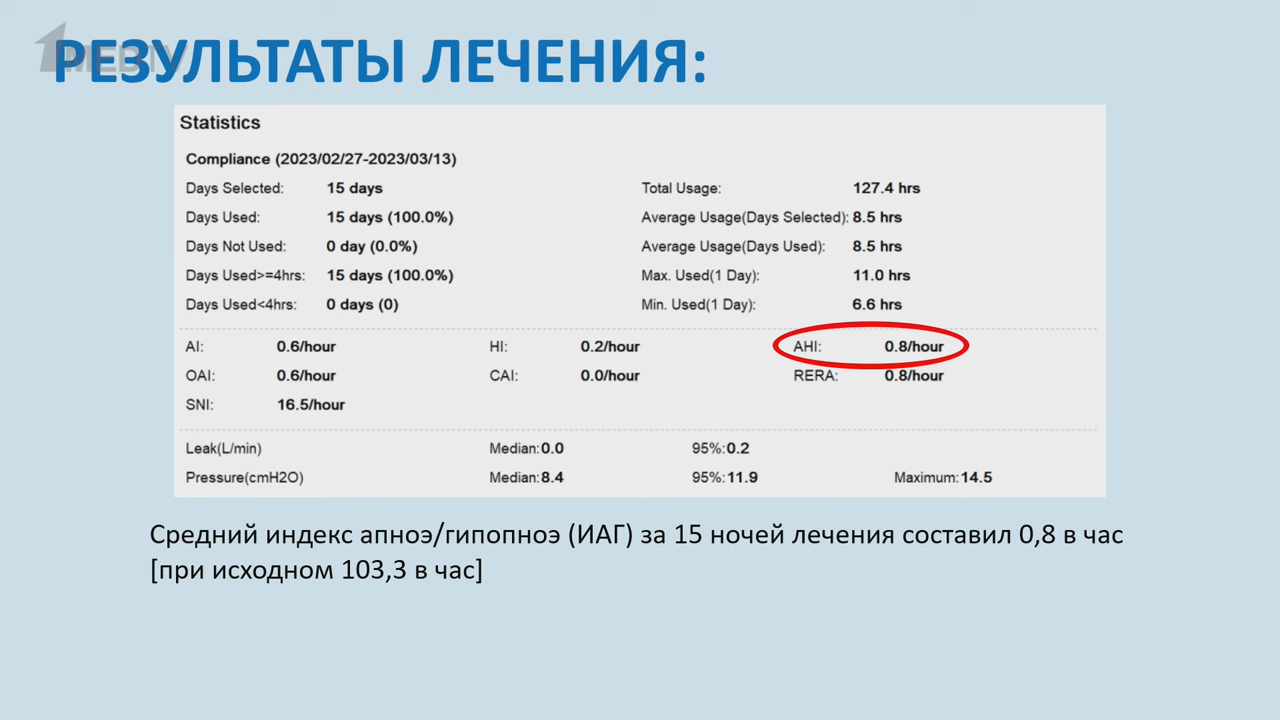 1MEDTV
РЕЗУЛЬТАТЫ ЛЕЧЕНИЯ:
Statistics
Compliance (2023/02/27-2023/03/13)
Days Selected: 15 days Total Usage: 127.4 hrs
Days Used: 15 days (100.0%) Average Usage(Days Selected): 8.5 hrs
Days Not Used: 0 day (0.0%) Average Usage(Days Used): 8.5 hrs
Days Used>=4hrs: 15 days (100.0%) Max. Used(1 Day): 11.0 hrs
Days Used<4hrs: 0 days (0) Min. Used(1 Day): 6.6 hrs
AI: 0.6/hour HI: 0.2/hour AHI: 0.8/hour
OAI: 0.6/hour CAI: 0.0/hour RERA: 0.8/hour
SNI: 16.5/hour
Leak(L/min) Median:0.0 95%:0.2
Pressure(cmH2O) Median:8.4 95%:11.9 Maximum:14.5
Средний индекс апноэ/гипопноэ (ИАГ) за 15 ночей лечения составил 0,8 в час
[при исходном 103,3 в час]